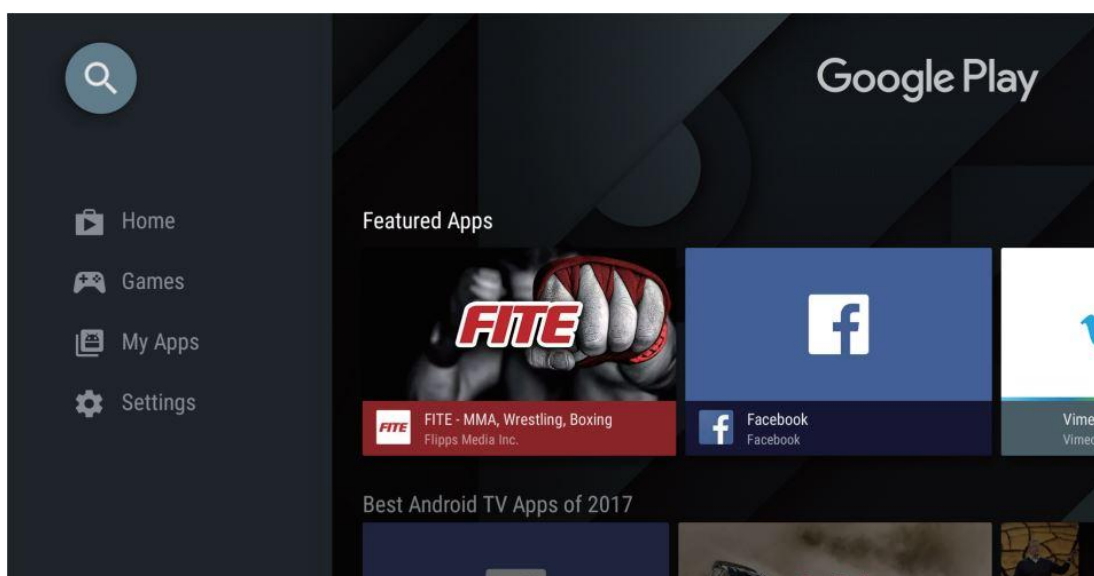 Google Play
Home
Games
My Apps
Settings
Featured Apps
FITE
FITE
FITE - MMA, Wrestling, Boxing
Flipps Media Inc.
Facebook
Facebook
Best Android TV Apps of 2017